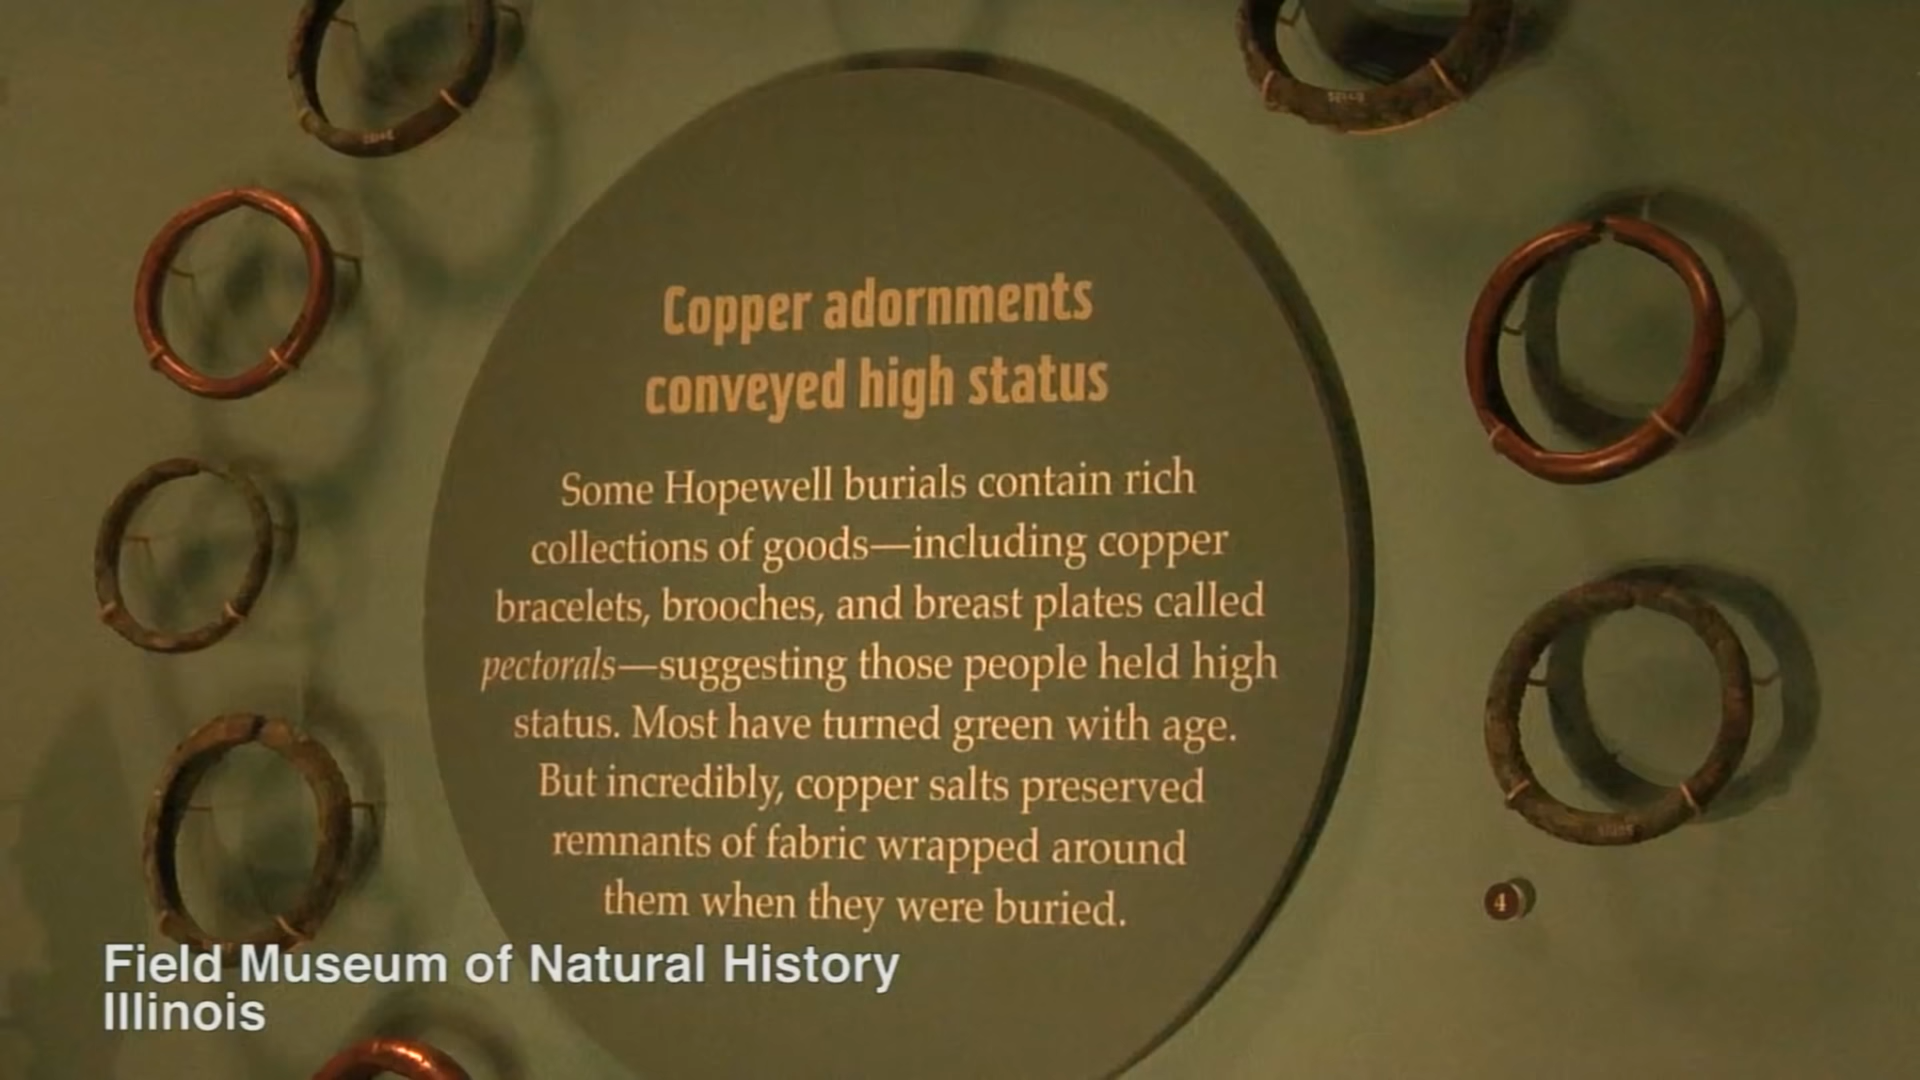 Copper adornments
conveyed high status
Some Hopewell burials contain rich
collections of goods—including copper
bracelets, brooches, and breast plates called
pectorals—suggesting those people held high
status. Most have turned green with age.
But incredibly, copper salts preserved
remnants of fabric wrapped around
them when they were buried.
4
Field Museum of Natural History
Illinois